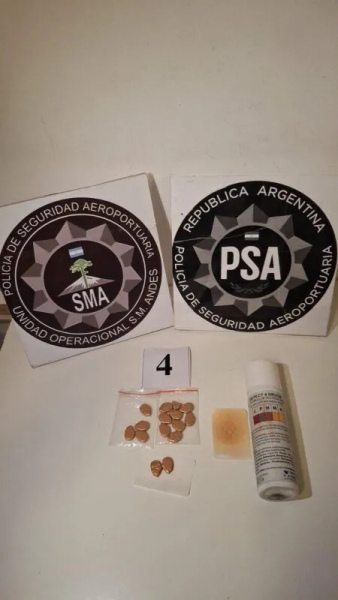 POLICIA DE SEGURIDAD AEROPORTUARIA
SMA
UNIDAD OPERACIONAL S.M. ANDES
REPUBLICA ARGENTINA
PSA
POLICIA DE SEGURIDAD AEROPORTUARIA
4